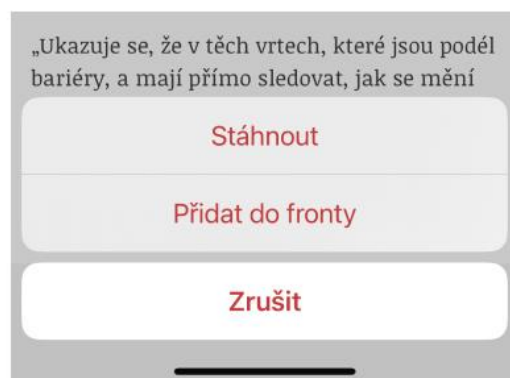 „Ukazuje se, že v těch vrtech, které jsou podél
bariéry, a mají přímo sledovat, jak se mění
Stáhnout
Přidat do fronty
Zrušit